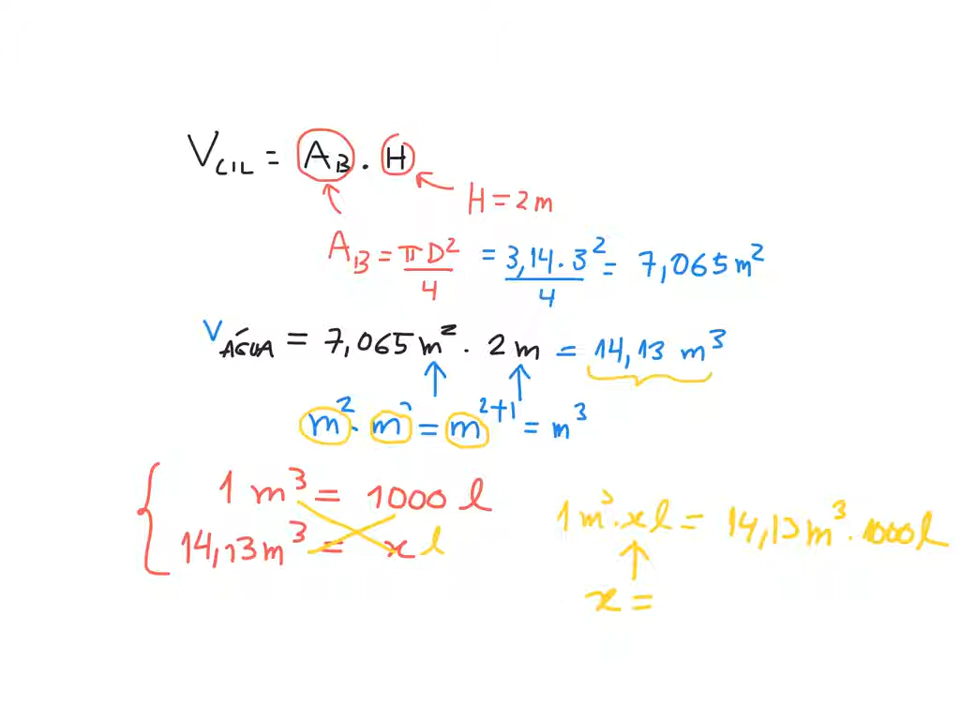 V_CIL = A_B . H
H = 2 m
A_B = πD²/4 = 3,14 . 3²/4 = 7,065 m²
V_ÁGUA = 7,065 m² . 2 m = 14,13 m³
m² . m¹ = m²⁺¹ = m³
1 m³ = 1000 l
14,13 m³ = x l
1 m³ . x l = 14,13 m³ . 1000 l
x =